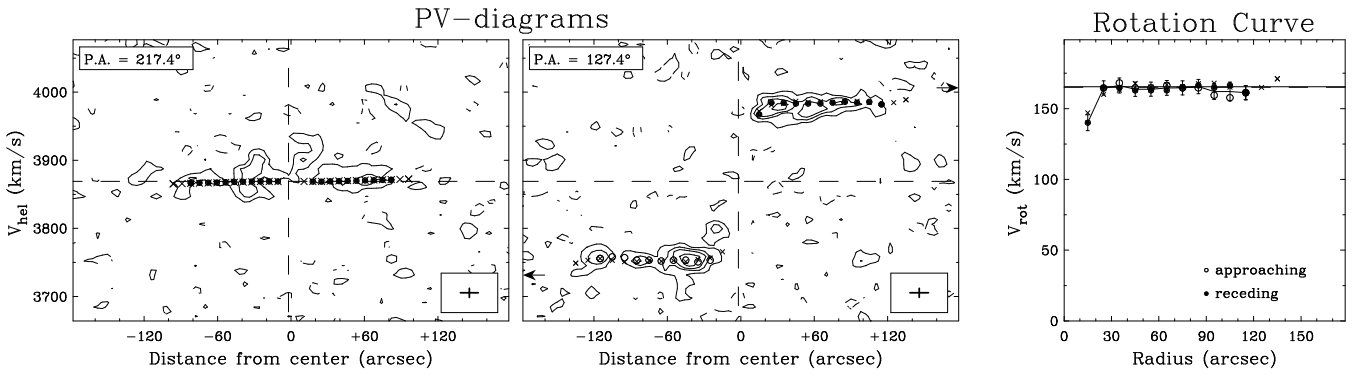 PV-diagrams
Rotation Curve
P.A. = 217.4°
P.A. = 127.4°
4000
3900
3800
3700
V_hel (km/s)
-120 -60 0 +60 +120
-120 -60 0 +60 +120
Distance from center (arcsec)
Distance from center (arcsec)
150
100
50
0
V_rot (km/s)
approaching
receding
0 30 60 90 120 150
Radius (arcsec)